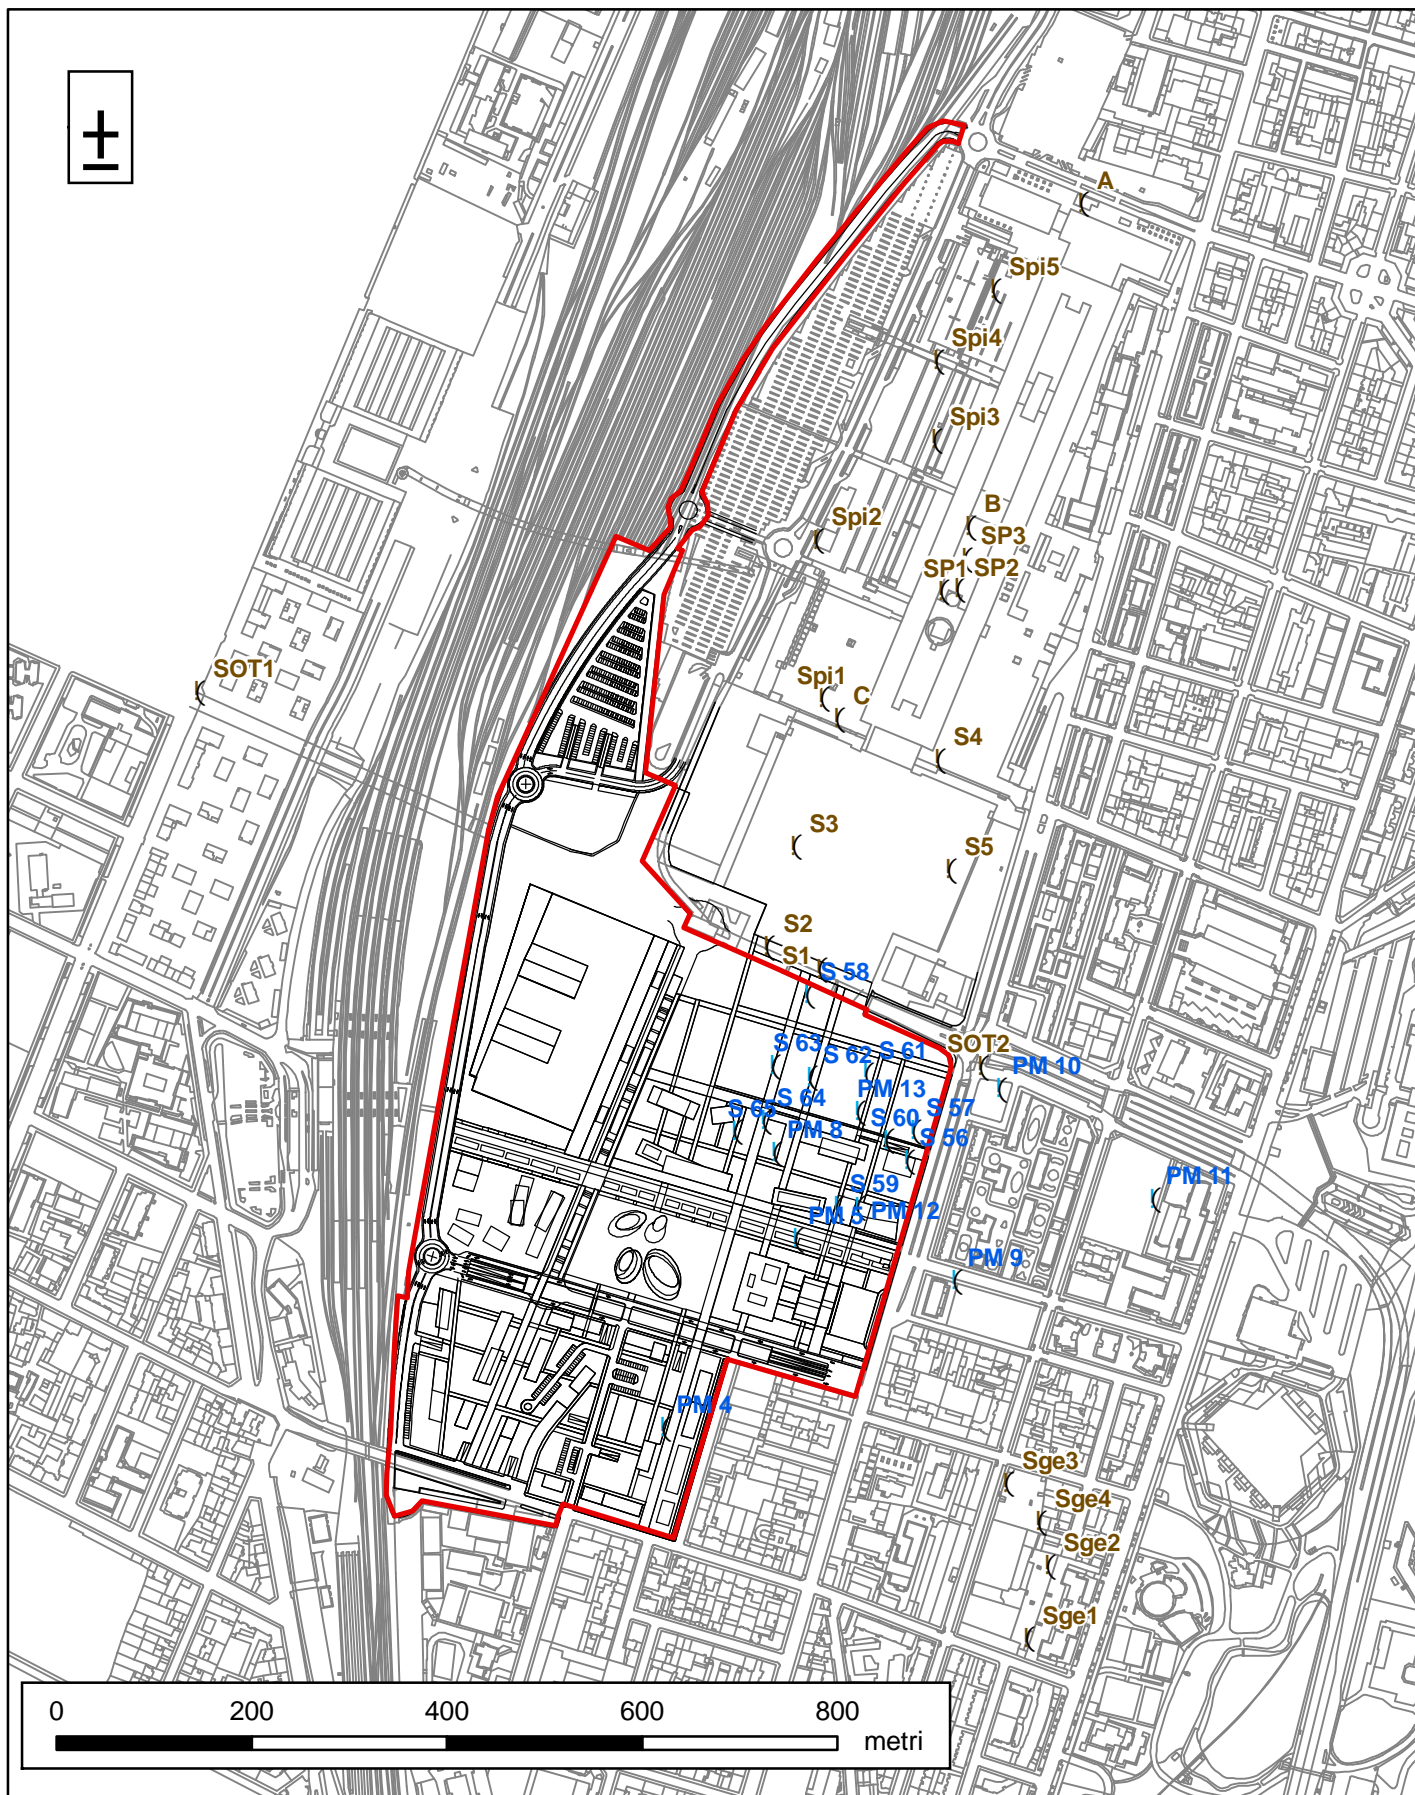 A
Spi5
Spi4
Spi3
B
Spi2
SP3
SP1
SP2
SOT1
Spi1
C
S4
S3
S5
S2
S1
S 58
SOT2
S 63
S 62
S 61
PM 10
S 64
PM 13
S 65
S 60
S 57
PM 8
S 56
PM 11
S 59
PM 5
PM 12
PM 9
PM 4
Sge3
Sge4
Sge2
Sge1
0 200 400 600 800
metri